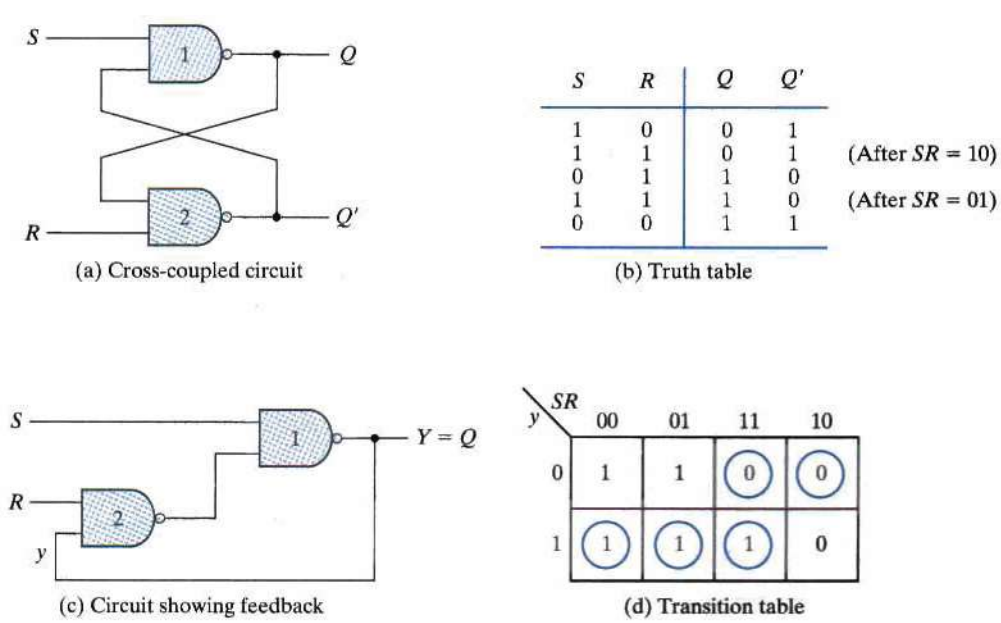 S
1
Q
2
R
Q′
(a) Cross-coupled circuit
S R Q Q′
1 0 0 1
1 1 0 1 (After SR = 10)
0 1 1 0
1 1 1 0 (After SR = 01)
0 0 1 1
(b) Truth table
S
1
Y = Q
R
2
y
(c) Circuit showing feedback
SR
y 00 01 11 10
0 1 1 0 0
1 1 1 1 0
(d) Transition table